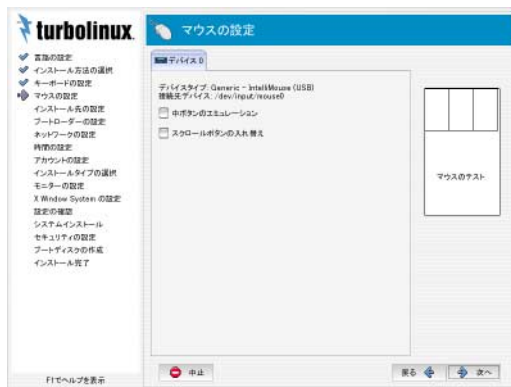 turbolinux
マウスの設定
言語の設定
インストール方法の選択
キーボードの設定
マウスの設定
インストール先の設定
ブートローダーの設定
ネットワークの設定
時間の設定
アカウントの設定
インストールタイプの選択
モニターの設定
X Window System の設定
設定の確認
システムインストール
セキュリティの設定
ブートディスクの作成
インストール完了
F1でヘルプを表示
デバイス 0
デバイスタイプ: Generic - IntelliMouse (USB)
接続先デバイス: /dev/input/mouse0
中ボタンのエミュレーション
スクロールボタンの入れ替え
マウスのテスト
中止
戻る
次へ